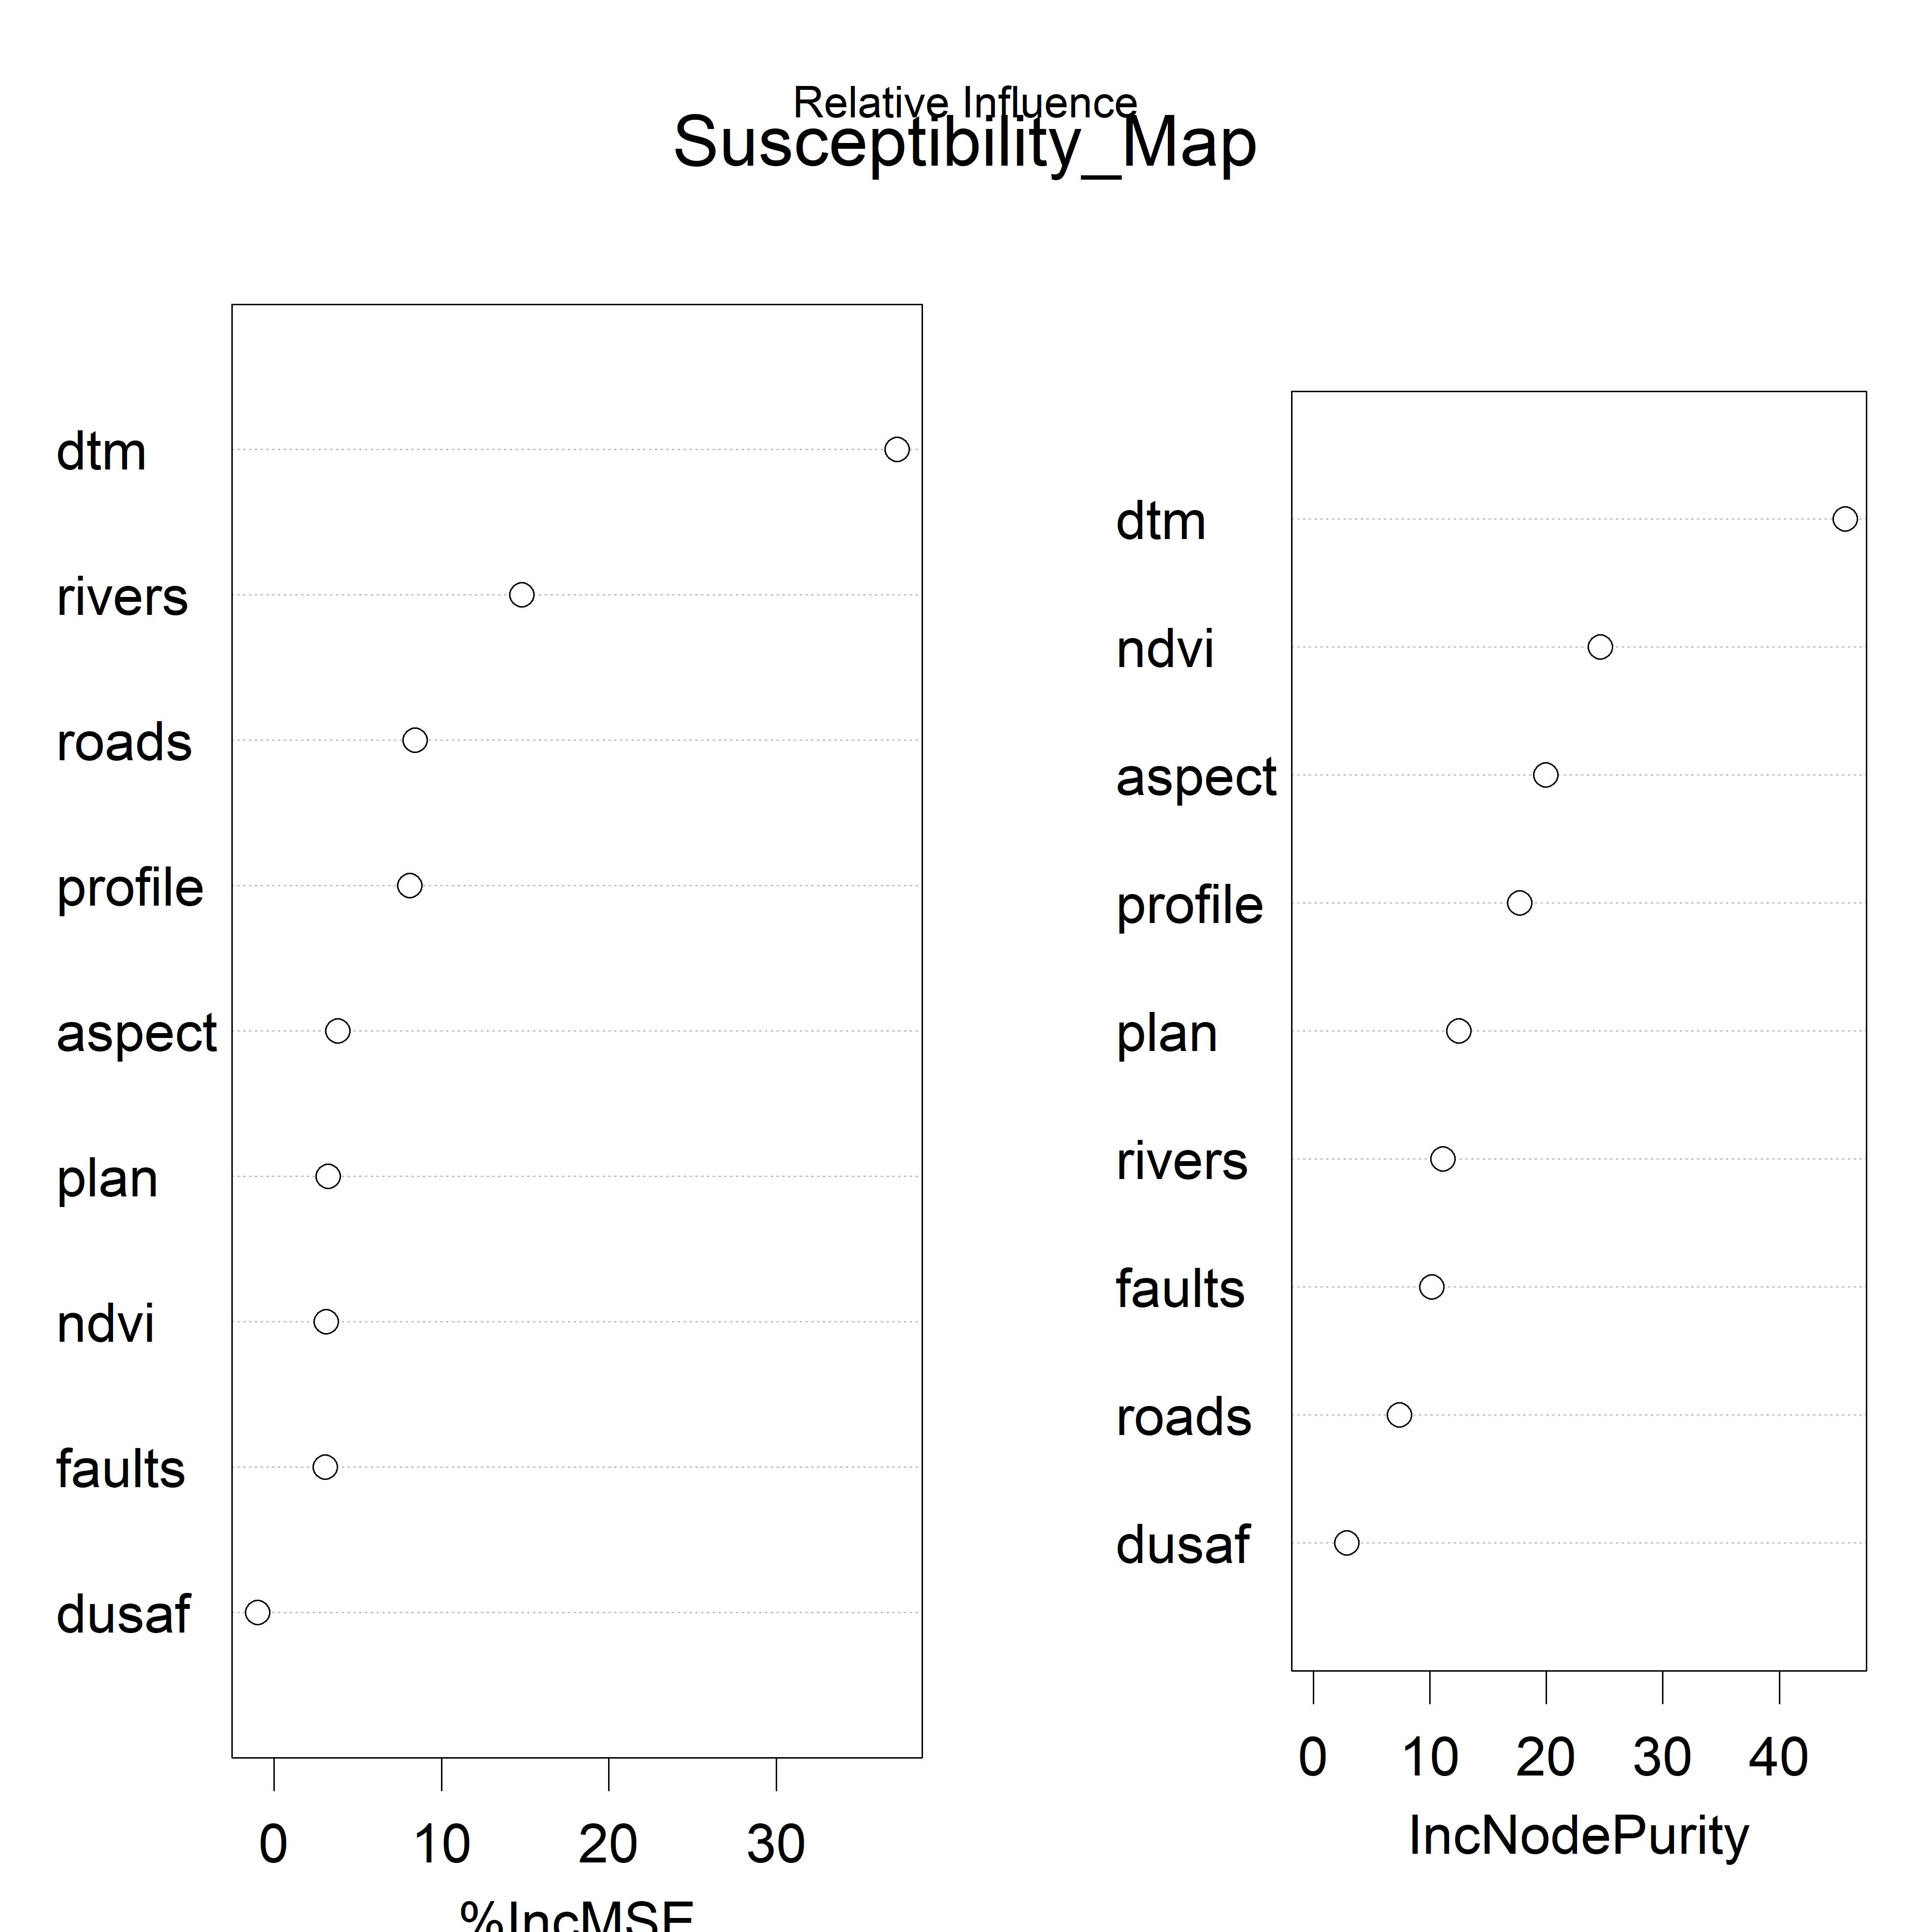 Relative Influence
Susceptibility_Map
dtm
rivers
roads
profile
aspect
plan
ndvi
faults
dusaf
0 10 20 30
%IncMSE
dtm
ndvi
aspect
profile
plan
rivers
faults
roads
dusaf
0 10 20 30 40
IncNodePurity